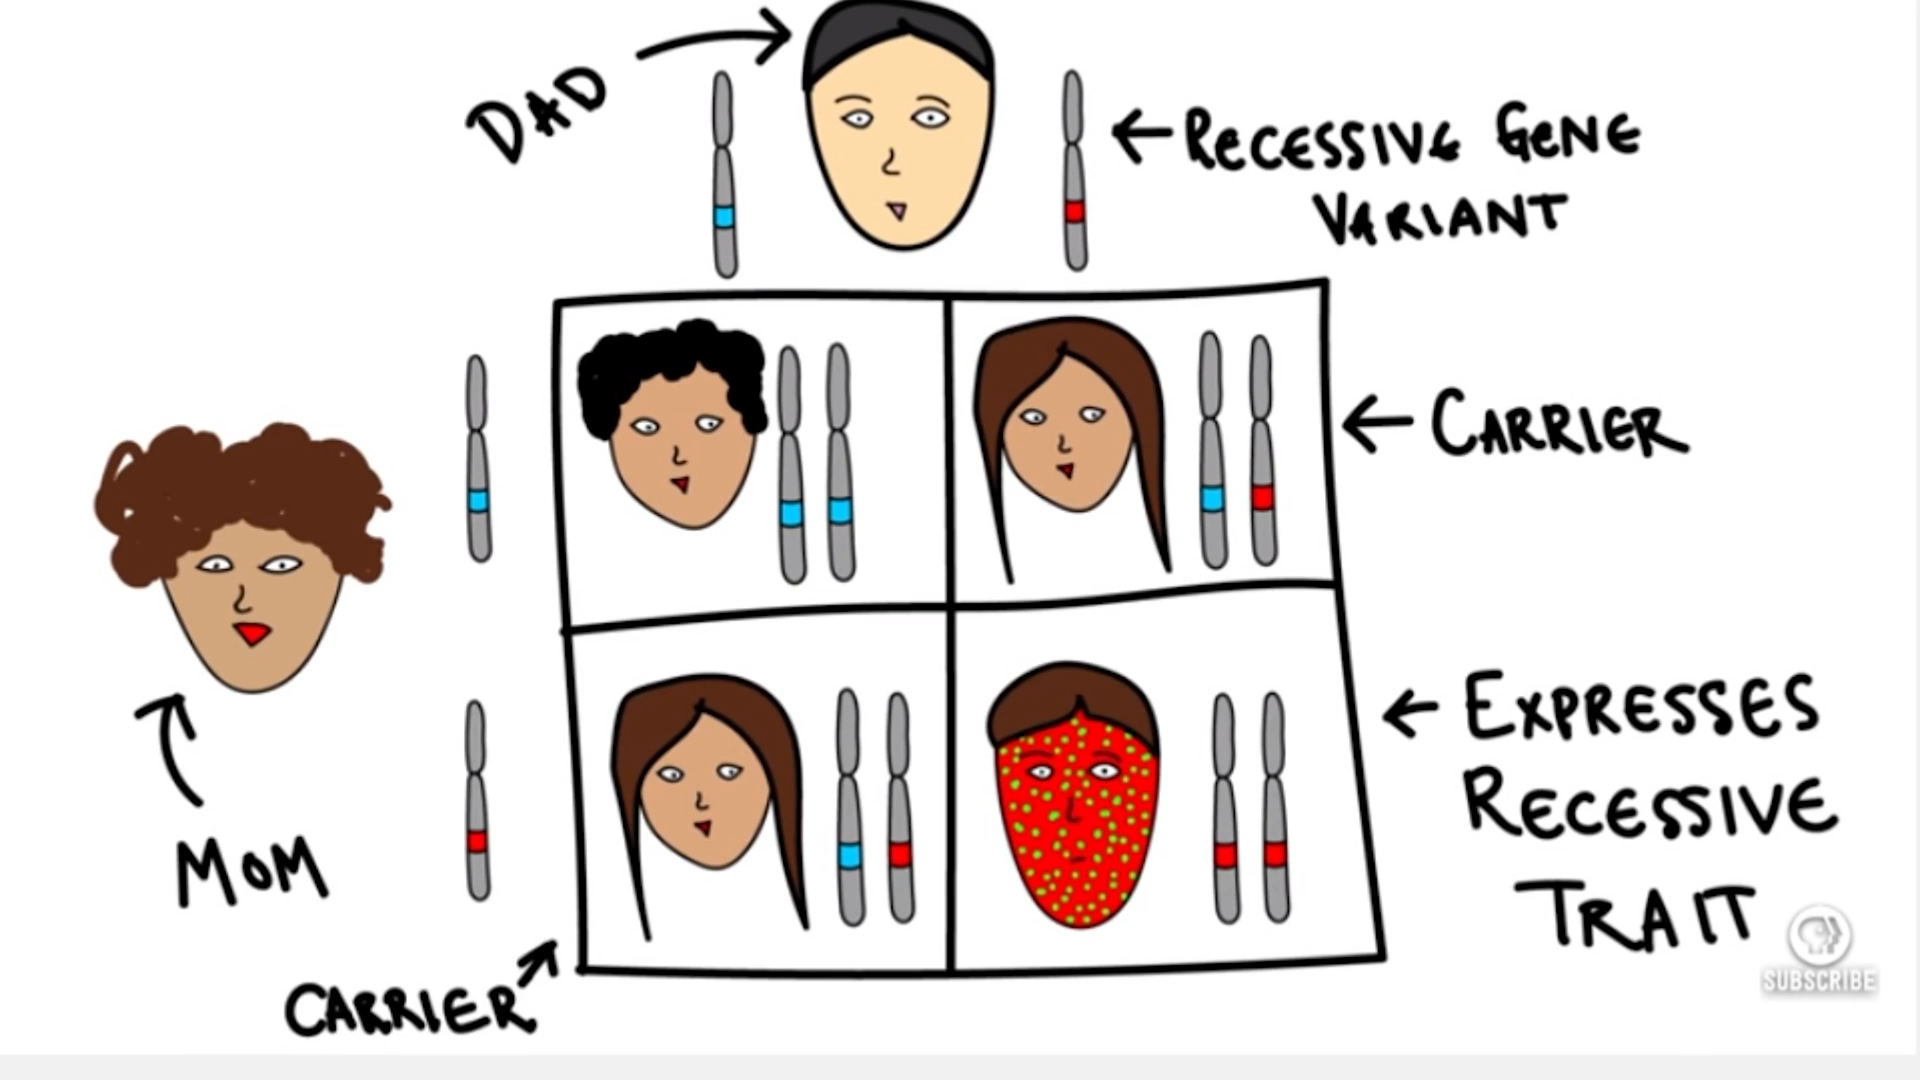 DAD
RECESSIVE GENE
VARIANT
CARRIER
MOM
EXPRESSES
RECESSIVE
TRAIT
CARRIER
SUBSCRIBE